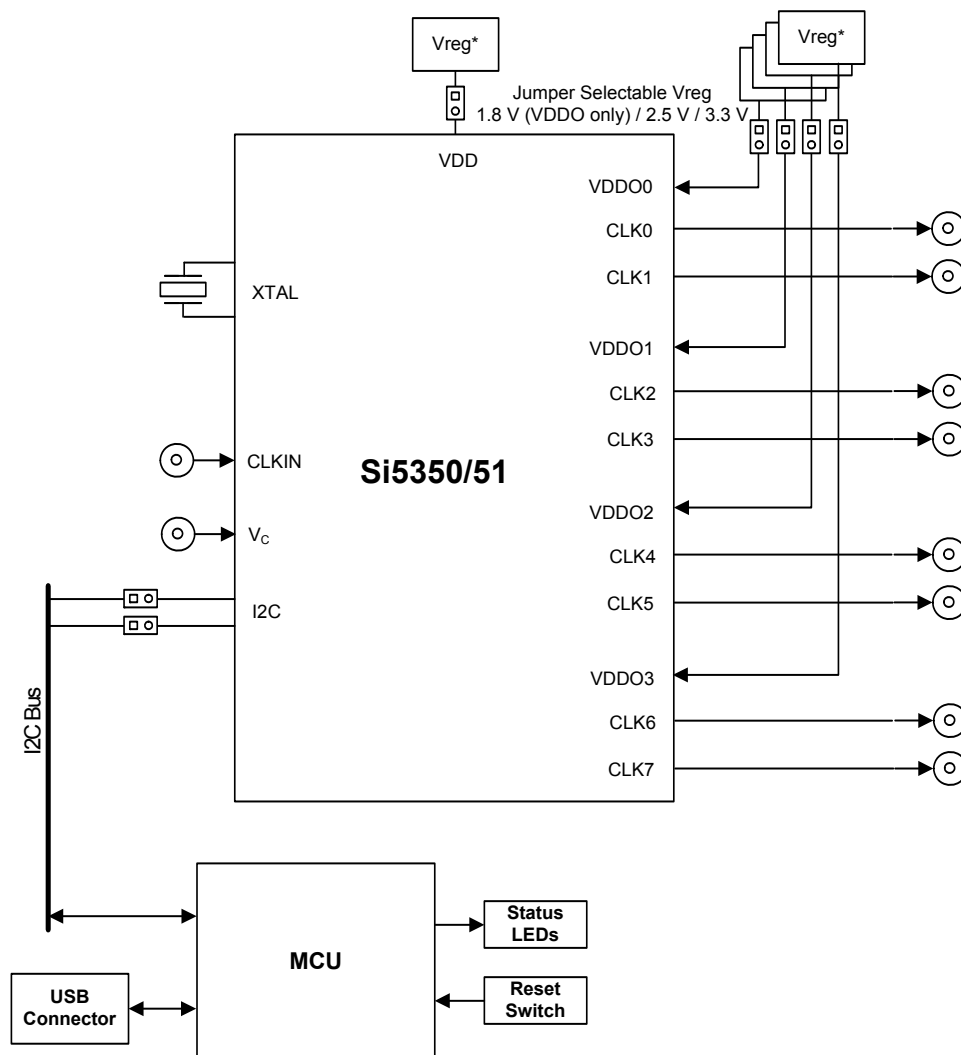 Vreg*
Vreg*
Jumper Selectable Vreg
1.8 V (VDDO only) / 2.5 V / 3.3 V
VDD
VDDO0
CLK0
CLK1
XTAL
VDDO1
CLK2
CLK3
CLKIN
Si5350/51
VDDO2
VC
CLK4
CLK5
I2C
VDDO3
CLK6
CLK7
I2C Bus
MCU
Status
LEDs
Reset
Switch
USB
Connector